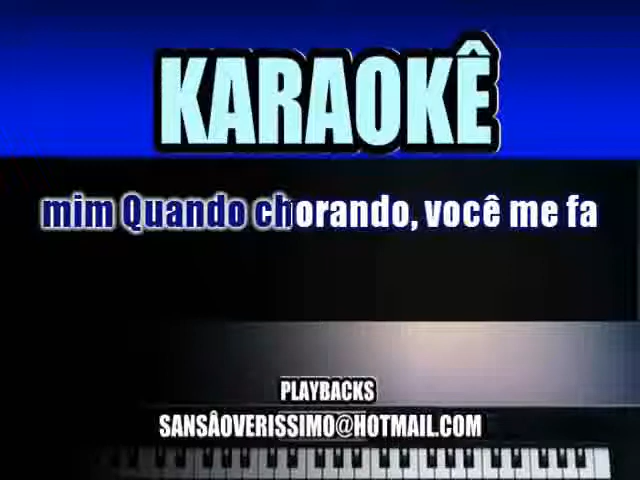 KARAOKÊ
mim Quando chorando, você me fa
PLAYBACKS
SANSÂOVERISSIMO@HOTMAIL.COM